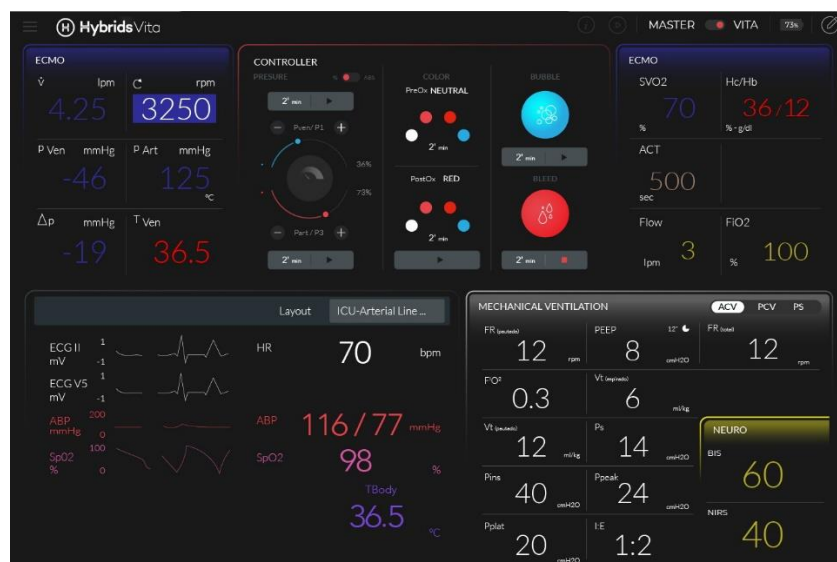 HybridsVita
MASTER VITA 73%
ECMO
V̇ lpm
4.25
C rpm
3250
P Ven mmHg
-46
P Art mmHg
125
°C
Δp mmHg
-19
T Ven
36.5
CONTROLLER
PRESURE % ABS
2' min
Pven/P1
36%
73%
Part/P3
2' min
COLOR
PreOx NEUTRAL
2' min
PostOx RED
2' min
BUBBLE
2' min
BLEED
2' min
ECMO
SVO2
70
%
Hc/Hb
36/12
% - g/dl
ACT
500
sec
Flow
lpm 3
FiO2
% 100
Layout ICU-Arterial Line ...
ECG II
mV
1
-1
HR 70 bpm
ECG V5
mV
1
-1
ABP
mmHg
200
0
ABP 116/77 mmHg
SpO2
%
100
0
SpO2 98 %
TBody
36.5 °C
MECHANICAL VENTILATION ACV PCV PS
FR (pautada)
12 rpm
PEEP 12"
8 cmH2O
FR (total)
12 rpm
FiO²
0.3
Vt (espirado)
6 ml/kg
Vt (pautado)
12 ml/kg
Ps
14 cmH2O
Pins
40 cmH2O
Ppeak
24 cmH2O
Pplat
20 cmH2O
I:E
1:2
NEURO
BIS
60
NIRS
40